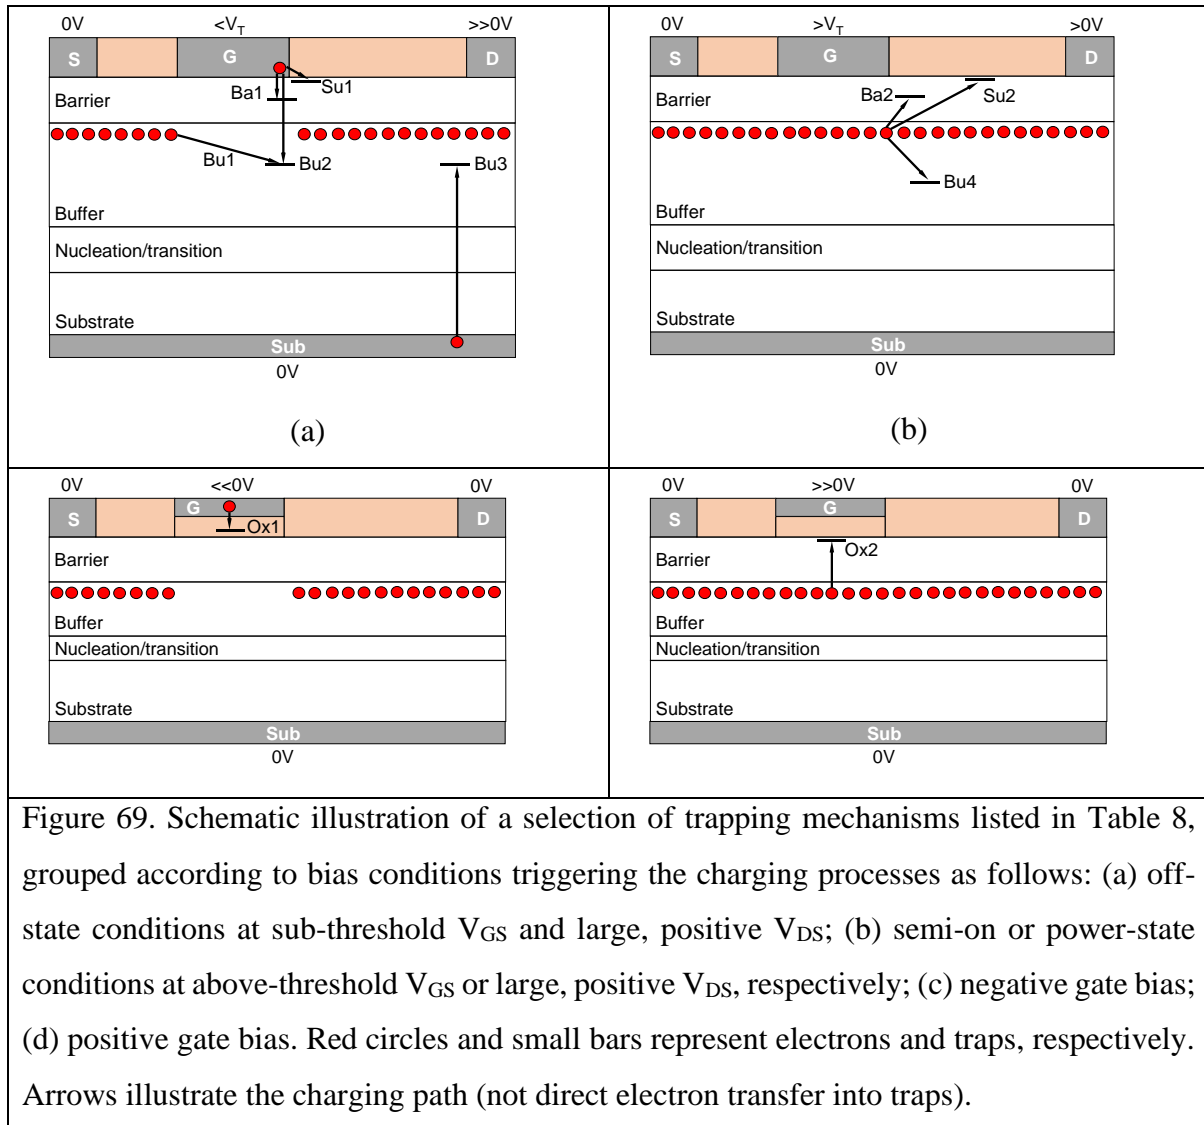 0V <V_T >>0V
S G D
Su1
Ba1
Barrier
Bu1 Bu2 Bu3
Buffer
Nucleation/transition
Substrate
Sub
0V
(a)
0V >V_T >0V
S G D
Ba2 Su2
Barrier
Bu4
Buffer
Nucleation/transition
Substrate
Sub
0V
(b)
0V <<0V 0V
S G D
Ox1
Barrier
Buffer
Nucleation/transition
Substrate
Sub
0V
0V >>0V 0V
S G D
Ox2
Barrier
Buffer
Nucleation/transition
Substrate
Sub
0V
Figure 69. Schematic illustration of a selection of trapping mechanisms listed in Table 8,
grouped according to bias conditions triggering the charging processes as follows: (a) off-
state conditions at sub-threshold V_GS and large, positive V_DS; (b) semi-on or power-state
conditions at above-threshold V_GS or large, positive V_DS, respectively; (c) negative gate bias;
(d) positive gate bias. Red circles and small bars represent electrons and traps, respectively.
Arrows illustrate the charging path (not direct electron transfer into traps).